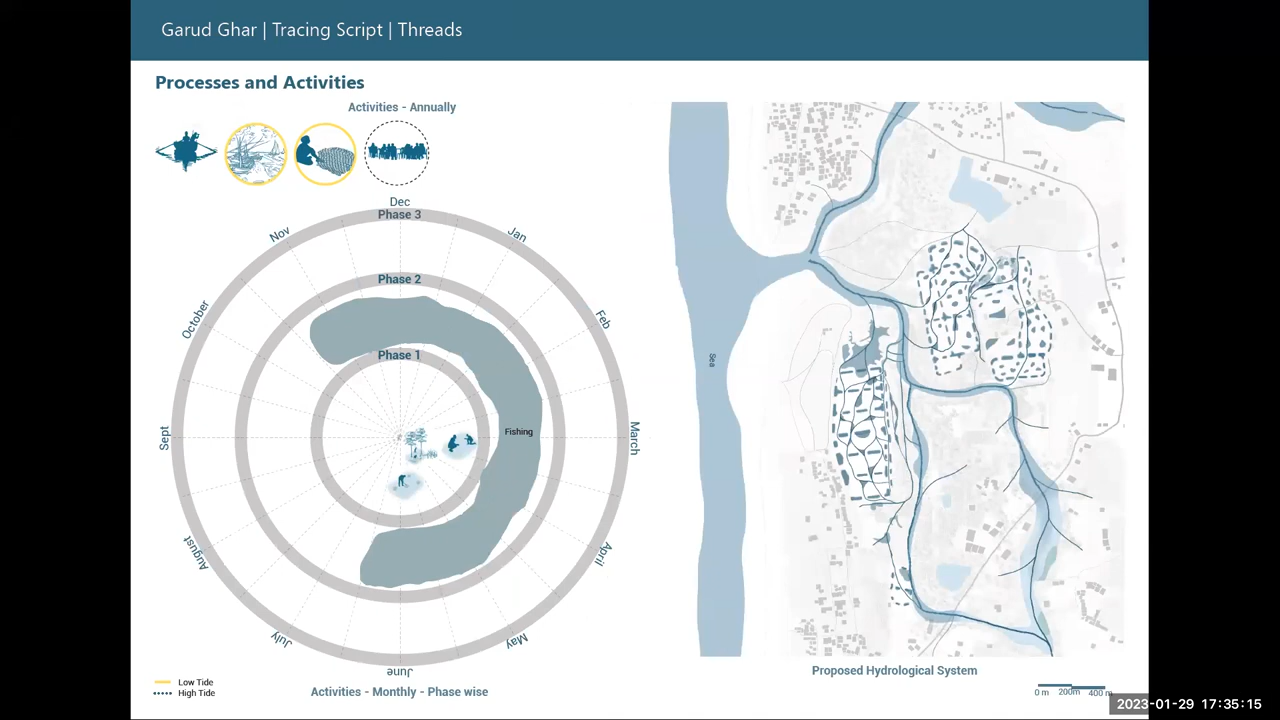 Garud Ghar | Tracing Script | Threads
Processes and Activities
Activities - Annually
Dec
Phase 3
Nov
Jan
Phase 2
October
Feb
Phase 1
Sept
Fishing
March
August
April
July
May
June
Low Tide
High Tide
Activities - Monthly - Phase wise
Sea
Proposed Hydrological System
0 m 200m 400 m
2023-01-29 17:35:15